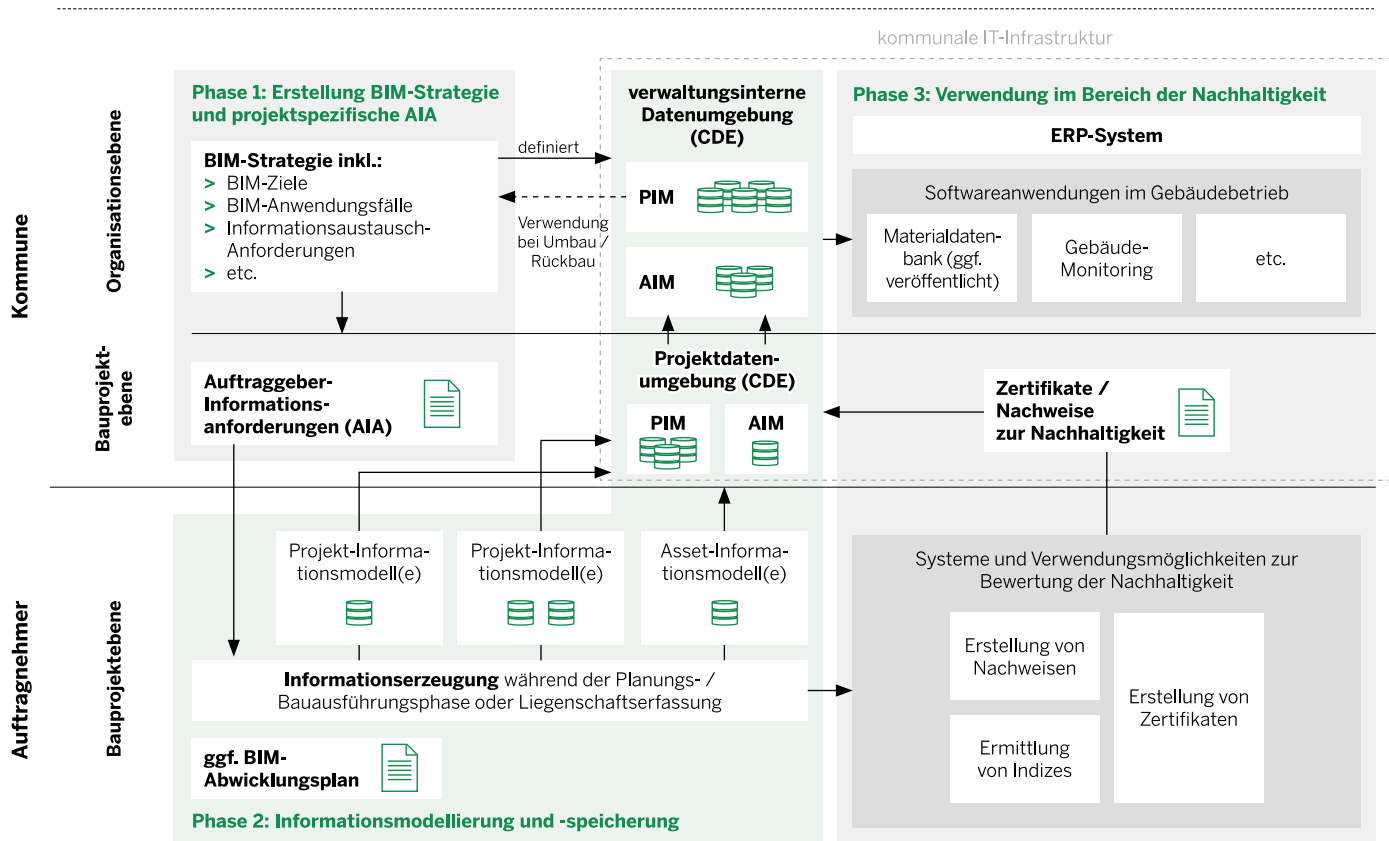 kommunale IT-Infrastruktur
Kommune
Organisationsebene
Phase 1: Erstellung BIM-Strategie
und projektspezifische AIA
BIM-Strategie inkl.:
> BIM-Ziele
> BIM-Anwendungsfälle
> Informationsaustausch-
Anforderungen
> etc.
definiert
Verwendung
bei Umbau /
Rückbau
verwaltungsinterne
Datenumgebung
(CDE)
PIM
AIM
Phase 3: Verwendung im Bereich der Nachhaltigkeit
ERP-System
Softwareanwendungen im Gebäudebetrieb
Materialdaten-
bank (ggf.
veröffentlicht)
Gebäude-
Monitoring
etc.
Bauprojekt-
ebene
Auftraggeber-
Informations-
anforderungen (AIA)
Projektdaten-
umgebung (CDE)
PIM
AIM
Zertifikate /
Nachweise
zur Nachhaltigkeit
Auftragnehmer
Bauprojektebene
Projekt-Informa-
tionsmodell(e)
Projekt-Informa-
tionsmodell(e)
Asset-Informa-
tionsmodell(e)
Informationserzeugung während der Planungs- /
Bauausführungsphase oder Liegenschaftserfassung
ggf. BIM-
Abwicklungsplan
Phase 2: Informationsmodellierung und -speicherung
Systeme und Verwendungsmöglichkeiten zur
Bewertung der Nachhaltigkeit
Erstellung von
Nachweisen
Ermittlung
von Indizes
Erstellung von
Zertifikaten